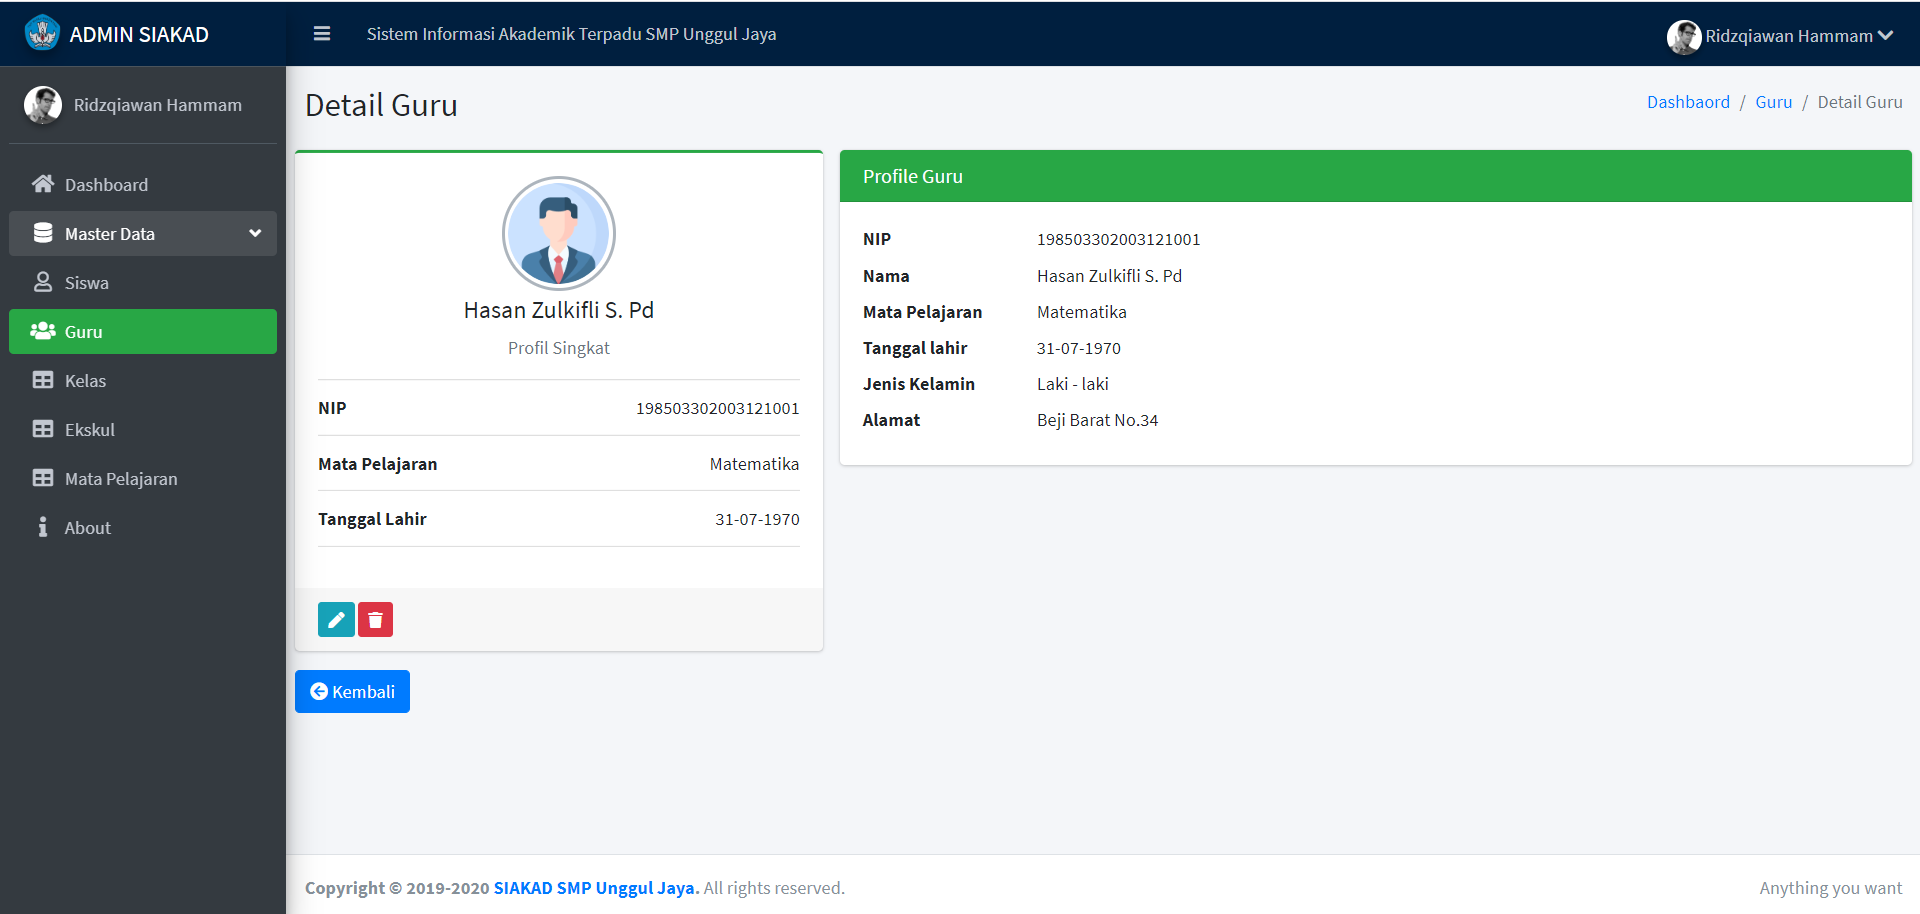 ADMIN SIAKAD
Sistem Informasi Akademik Terpadu SMP Unggul Jaya
Ridzqiawan Hammam
Ridzqiawan Hammam
Dashboard
Master Data
Siswa
Guru
Kelas
Ekskul
Mata Pelajaran
About
Detail Guru
Dashbaord / Guru / Detail Guru
Hasan Zulkifli S. Pd
Profil Singkat
NIP 198503302003121001
Mata Pelajaran Matematika
Tanggal Lahir 31-07-1970
Kembali
Profile Guru
NIP 198503302003121001
Nama Hasan Zulkifli S. Pd
Mata Pelajaran Matematika
Tanggal lahir 31-07-1970
Jenis Kelamin Laki - laki
Alamat Beji Barat No.34
Copyright © 2019-2020 SIAKAD SMP Unggul Jaya. All rights reserved.
Anything you want